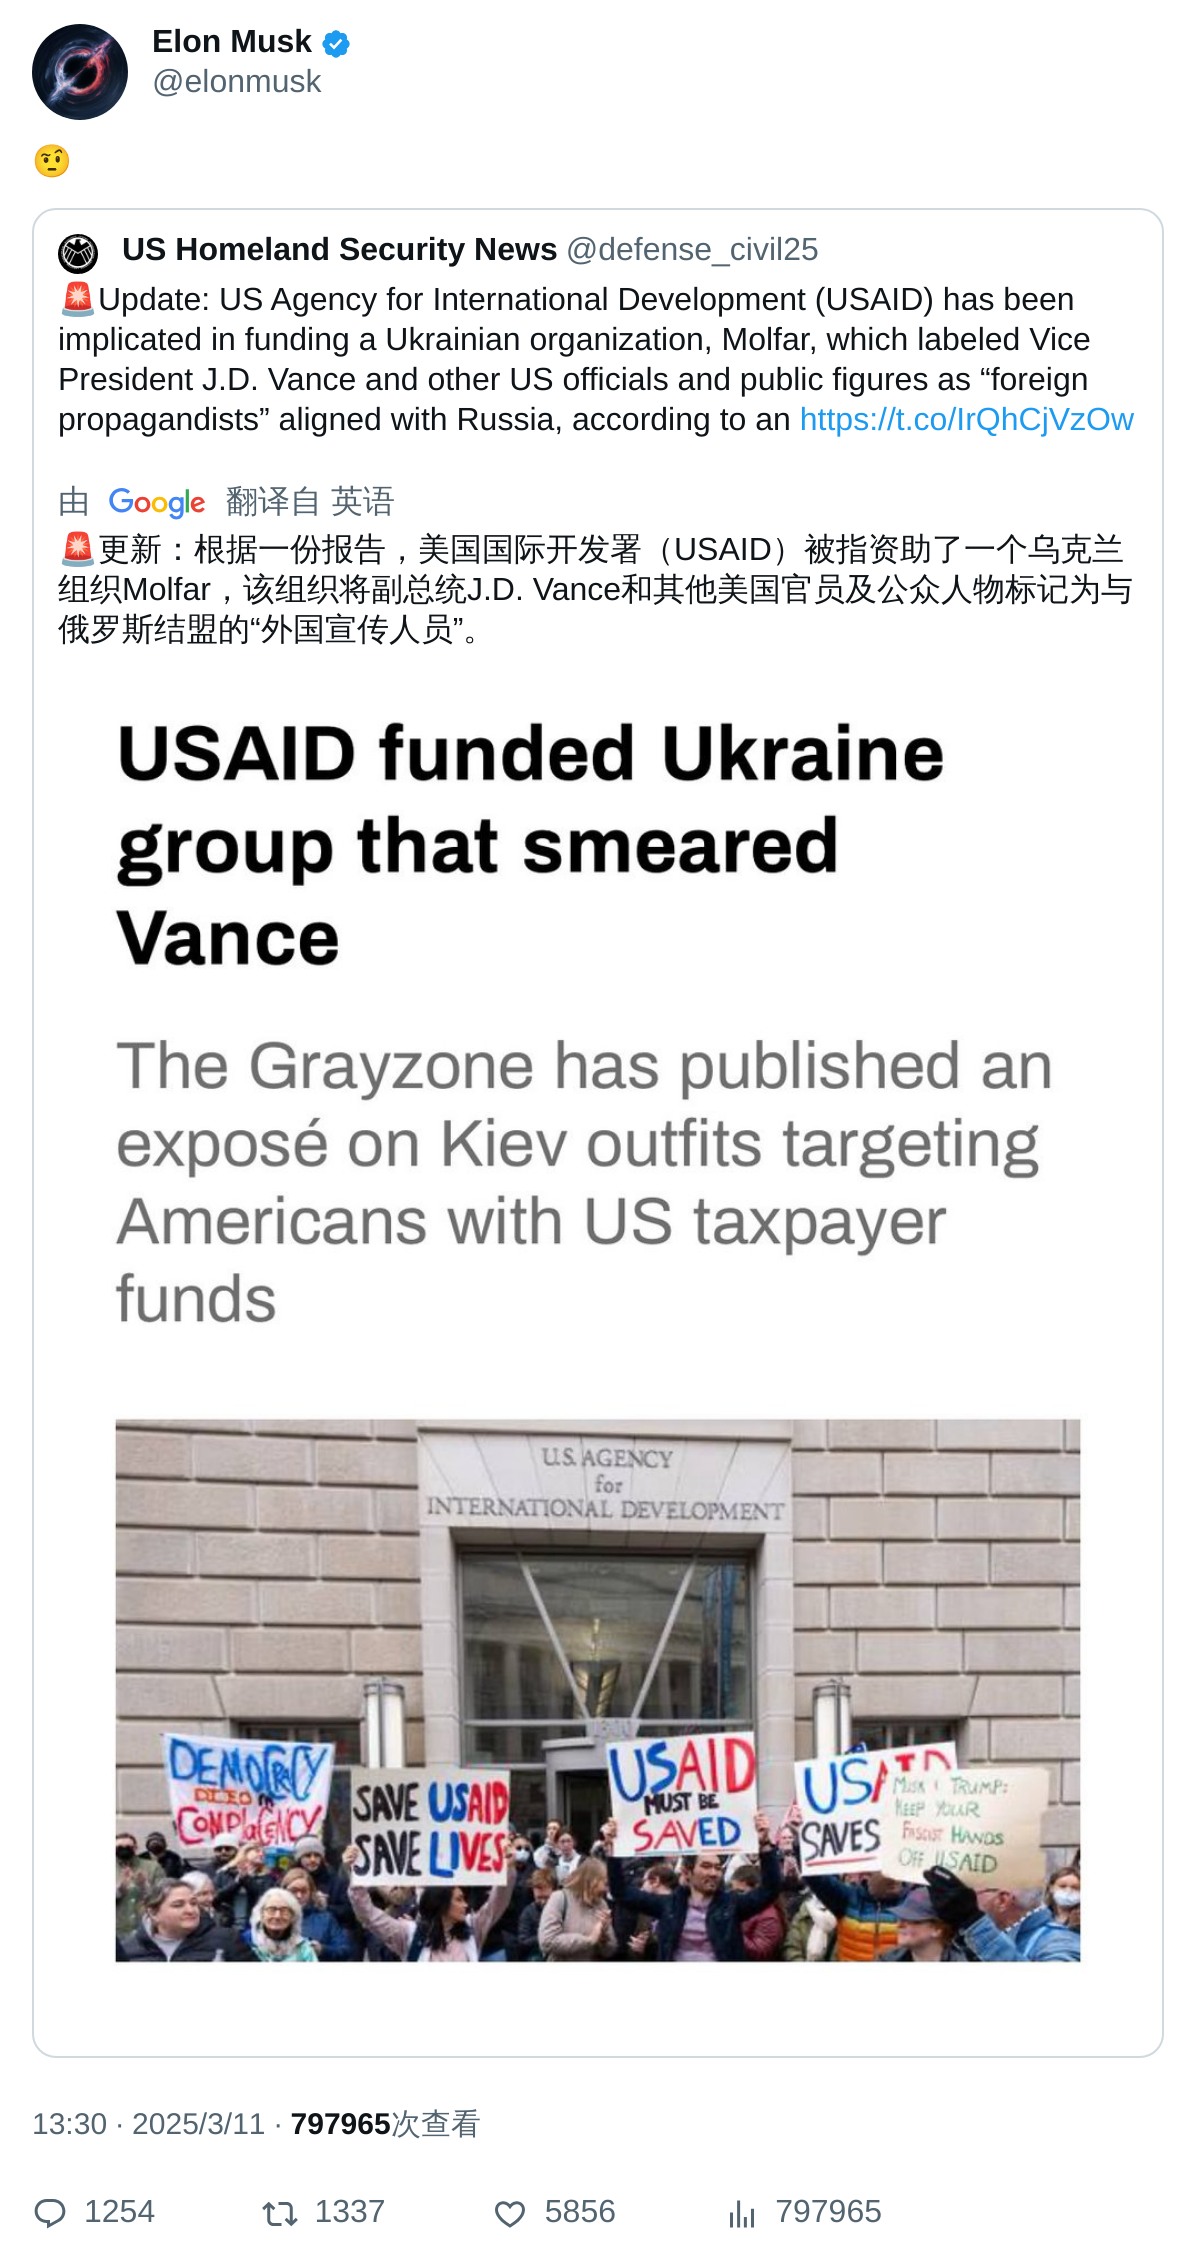 Elon Musk
@elonmusk
🤨
US Homeland Security News @defense_civil25
🚨Update: US Agency for International Development (USAID) has been
implicated in funding a Ukrainian organization, Molfar, which labeled Vice
President J.D. Vance and other US officials and public figures as “foreign
propagandists” aligned with Russia, according to an https://t.co/IrQhCjVzOw
由 Google 翻译自 英语
🚨更新：根据一份报告，美国国际开发署（USAID）被指资助了一个乌克兰
组织Molfar，该组织将副总统J.D. Vance和其他美国官员及公众人物标记为与
俄罗斯结盟的“外国宣传人员”。
USAID funded Ukraine
group that smeared
Vance
The Grayzone has published an
exposé on Kiev outfits targeting
Americans with US taxpayer
funds
U.S. AGENCY
for
INTERNATIONAL DEVELOPMENT
DEMOCRACY
DIED in
COMPLACENCY
SAVE USAID
SAVE LIVES
USAID
MUST BE
SAVED
USAID
SAVES
MUSK & TRUMP:
KEEP YOUR
FASCIST HANDS
OFF USAID
13:30 · 2025/3/11 · 797965次查看
1254 1337 5856 797965